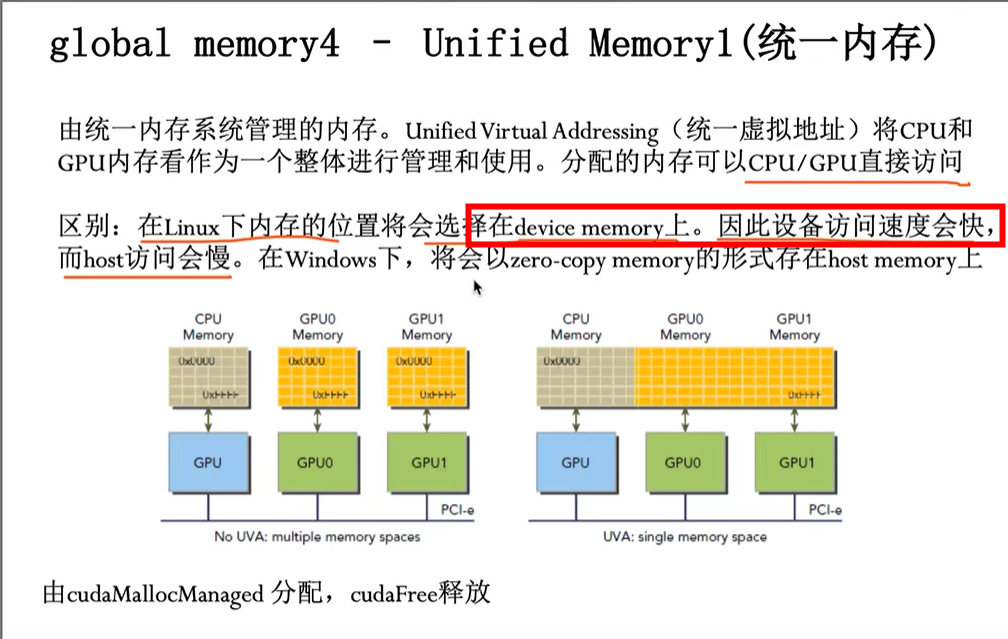 global memory4 – Unified Memory1(统一内存)
由统一内存系统管理的内存。Unified Virtual Addressing（统一虚拟地址）将CPU和
GPU内存看作为一个整体进行管理和使用。分配的内存可以CPU/GPU直接访问
区别：在Linux下内存的位置将会选择在device memory上。因此设备访问速度会快，
而host访问会慢。在Windows下，将会以zero-copy memory的形式存在host memory上
CPU Memory
GPU0 Memory
GPU1 Memory
0x0000
0xFFFF
0x0000
0xFFFF
0x0000
0xFFFF
GPU
GPU0
GPU1
PCI-e
No UVA: multiple memory spaces
CPU Memory
GPU0 Memory
GPU1 Memory
0x0000
0xFFFF
GPU
GPU0
GPU1
PCI-e
UVA: single memory space
由cudaMallocManaged 分配，cudaFree释放